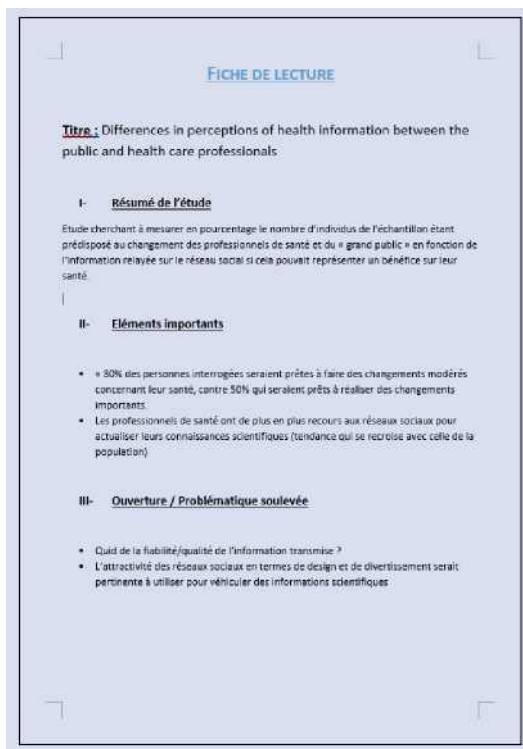 FICHE DE LECTURE
Titre : Differences in perceptions of health information between the
public and health care professionals
I- Résumé de l'étude
Etude cherchant à mesurer en pourcentage le nombre d'individus de l'échantillon étant
prédisposé au changement des professionnels de santé et du « grand public » en fonction de
l'information relayée sur le réseau social si cela pouvait représenter un bénéfice sur leur
santé.
II- Eléments importants
• « 80% des personnes interrogées seraient prêtes à faire des changements modérés
concernant leur santé, contre 50% qui seraient prêts à réaliser des changements
importants.
• Les professionnels de santé ont de plus en plus recours aux réseaux sociaux pour
actualiser leurs connaissances scientifiques (tendance qui se recroise avec celle de la
population)
III- Ouverture / Problématique soulevée
• Quid de la fiabilité/qualité de l'information transmise ?
• L'attractivité des réseaux sociaux en termes de design et de divertissement serait
pertinente à utiliser pour véhiculer des informations scientifiques